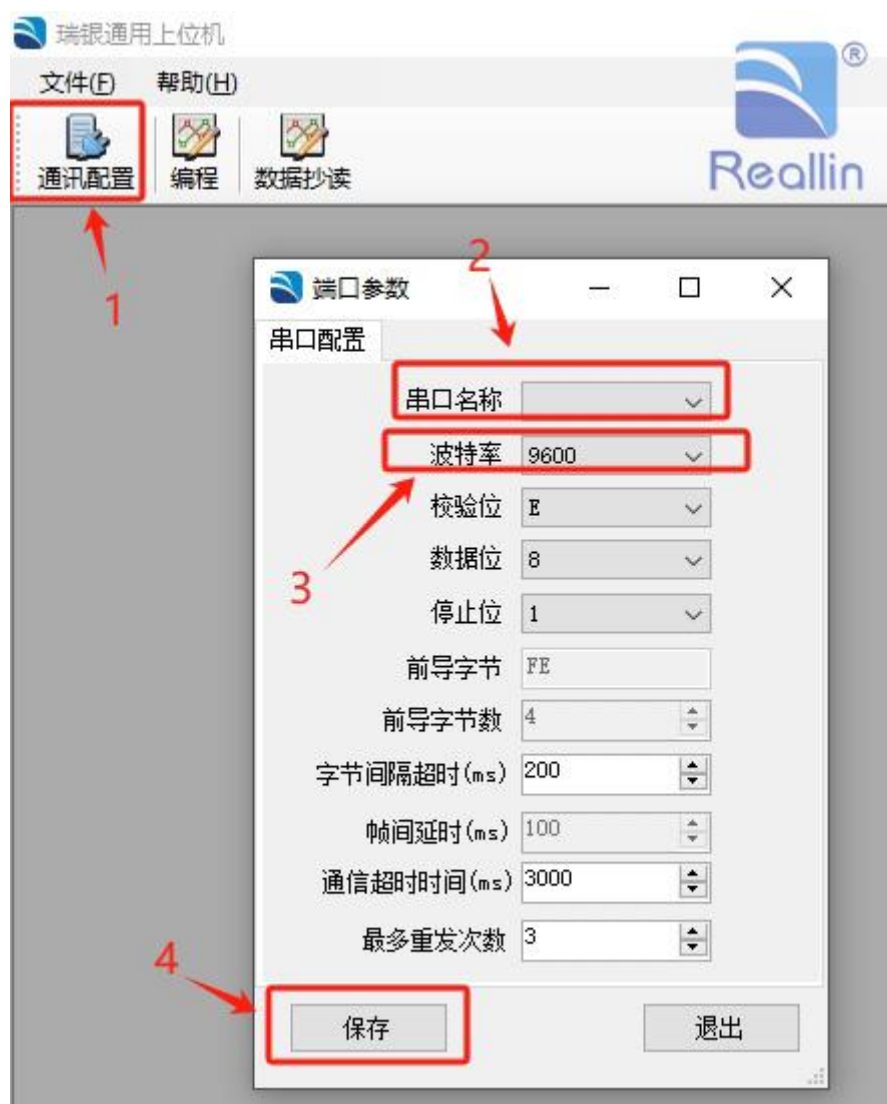 瑞银通用上位机
文件(F) 帮助(H)
®
通讯配置 编程 数据抄读
Reallin
1
2
端口参数
串口配置
串口名称
波特率 9600
3
校验位 E
数据位 8
停止位 1
前导字节 FE
前导字节数 4
字节间隔超时(ms) 200
帧间延时(ms) 100
通信超时时间(ms) 3000
最多重发次数 3
4
保存 退出